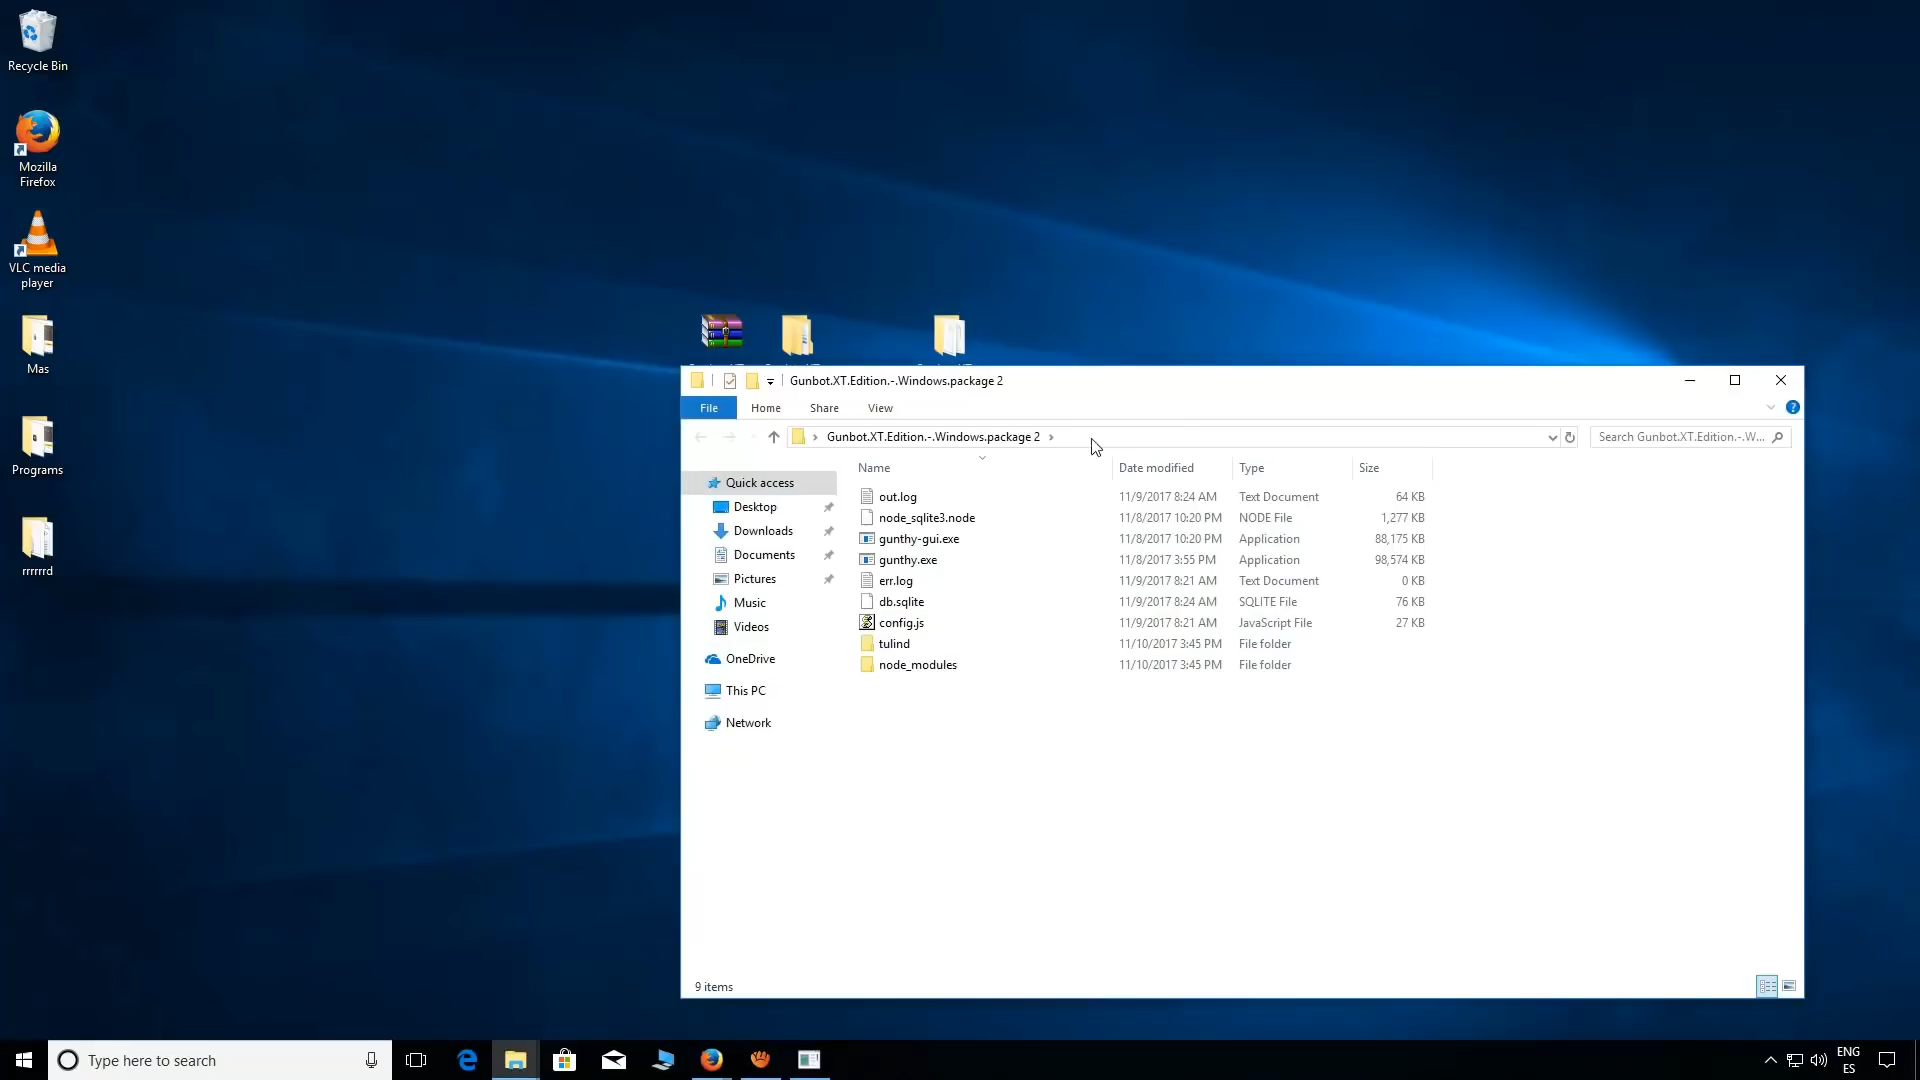 Recycle Bin
Mozilla
Firefox
VLC media
player
Mas
Programs
rrrrrrd
Gunbot.XT.Edition.-.Windows.package 2
File Home Share View
Gunbot.XT.Edition.-.Windows.package 2
Search Gunbot.XT.Edition.-.W...
Name Date modified Type Size
Quick access
Desktop
Downloads
Documents
Pictures
Music
Videos
OneDrive
This PC
Network
out.log 11/9/2017 8:24 AM Text Document 64 KB
node_sqlite3.node 11/8/2017 10:20 PM NODE File 1,277 KB
gunthy-gui.exe 11/8/2017 10:20 PM Application 88,175 KB
gunthy.exe 11/8/2017 3:55 PM Application 98,574 KB
err.log 11/9/2017 8:21 AM Text Document 0 KB
db.sqlite 11/9/2017 8:24 AM SQLITE File 76 KB
config.js 11/9/2017 8:21 AM JavaScript File 27 KB
tulind 11/10/2017 3:45 PM File folder
node_modules 11/10/2017 3:45 PM File folder
9 items
Type here to search
ENG
ES